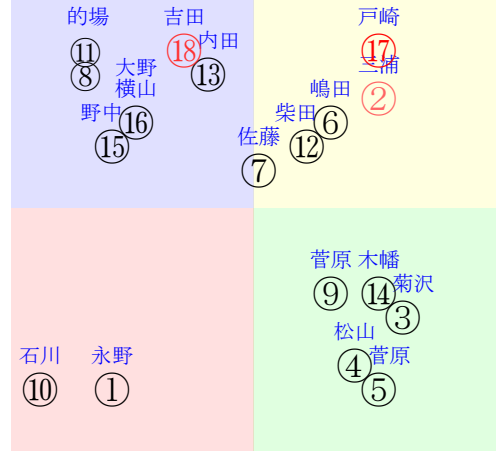 的場
⑪
吉田
⑱
内田
⑬
戸崎
⑰
三浦
②
大野
⑧
横山
⑯
嶋田
⑥
野中
⑮
柴田
⑫
佐藤
⑦
菅原
⑨
木幡
⑭
菊沢
③
松山
④
菅原
⑤
石川
⑩
永野
①